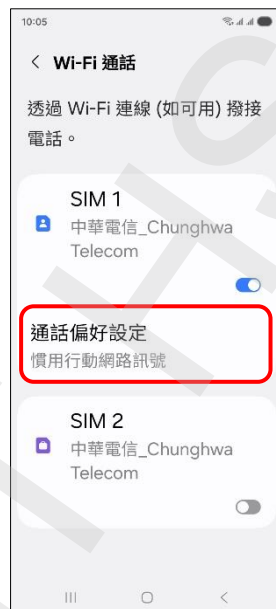 10:05
Wi-Fi 通話
透過 Wi-Fi 連線 (如可用) 撥接
電話。
SIM 1
中華電信_Chunghwa
Telecom
通話偏好設定
慣用行動網路訊號
SIM 2
中華電信_Chunghwa
Telecom